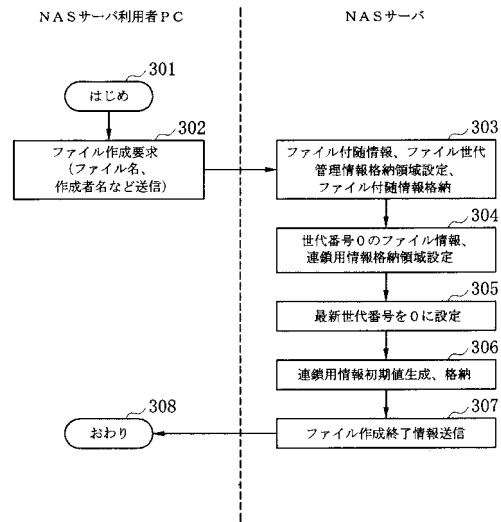 NASサーバ利用者PC
NASサーバ
301
はじめ
302
ファイル作成要求
(ファイル名、
作成者名など送信)
303
ファイル付随情報、ファイル世代
管理情報格納領域設定、
ファイル付随情報格納
304
世代番号0のファイル情報、
連鎖用情報格納領域設定
305
最新世代番号を0に設定
306
連鎖用情報初期値生成、格納
307
ファイル作成終了情報送信
308
おわり